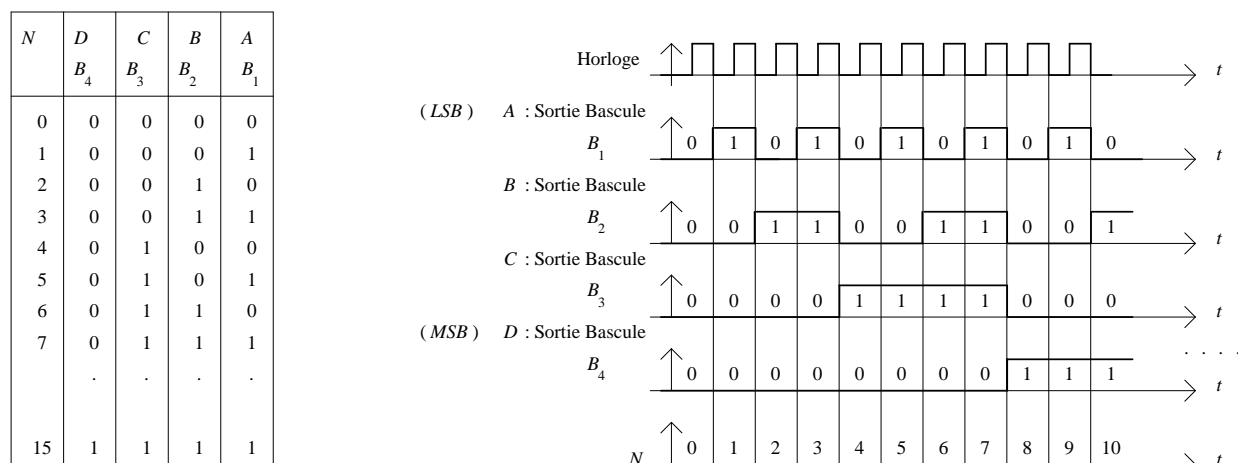 N D C B A
B4 B3 B2 B1
0 0 0 0 0
1 0 0 0 1
2 0 0 1 0
3 0 0 1 1
4 0 1 0 0
5 0 1 0 1
6 0 1 1 0
7 0 1 1 1
. . . .
15 1 1 1 1
Horloge t
(LSB) A : Sortie Bascule
B1 0 1 0 1 0 1 0 1 0 1 0 t
B : Sortie Bascule
B2 0 0 1 1 0 0 1 1 0 0 1 t
C : Sortie Bascule
B3 0 0 0 0 1 1 1 1 0 0 0 t
(MSB) D : Sortie Bascule
. . . .
B4 0 0 0 0 0 0 0 0 1 1 1 t
N 0 1 2 3 4 5 6 7 8 9 10 t